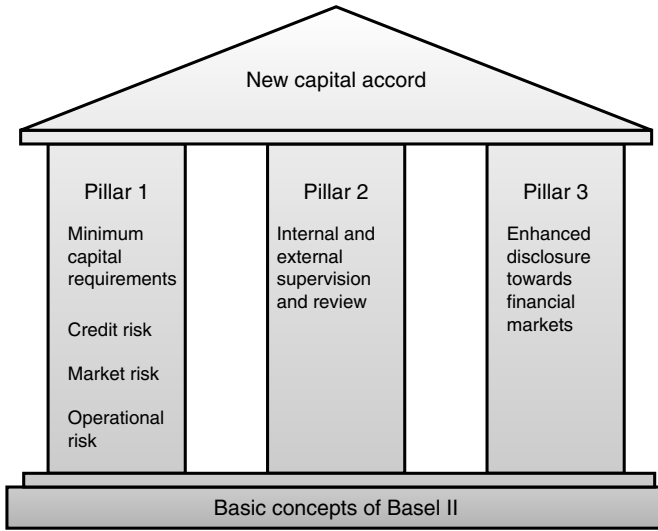 New capital accord
Pillar 1
Minimum
capital
requirements
Credit risk
Market risk
Operational
risk
Pillar 2
Internal and
external
supervision
and review
Pillar 3
Enhanced
disclosure
towards
financial
markets
Basic concepts of Basel II